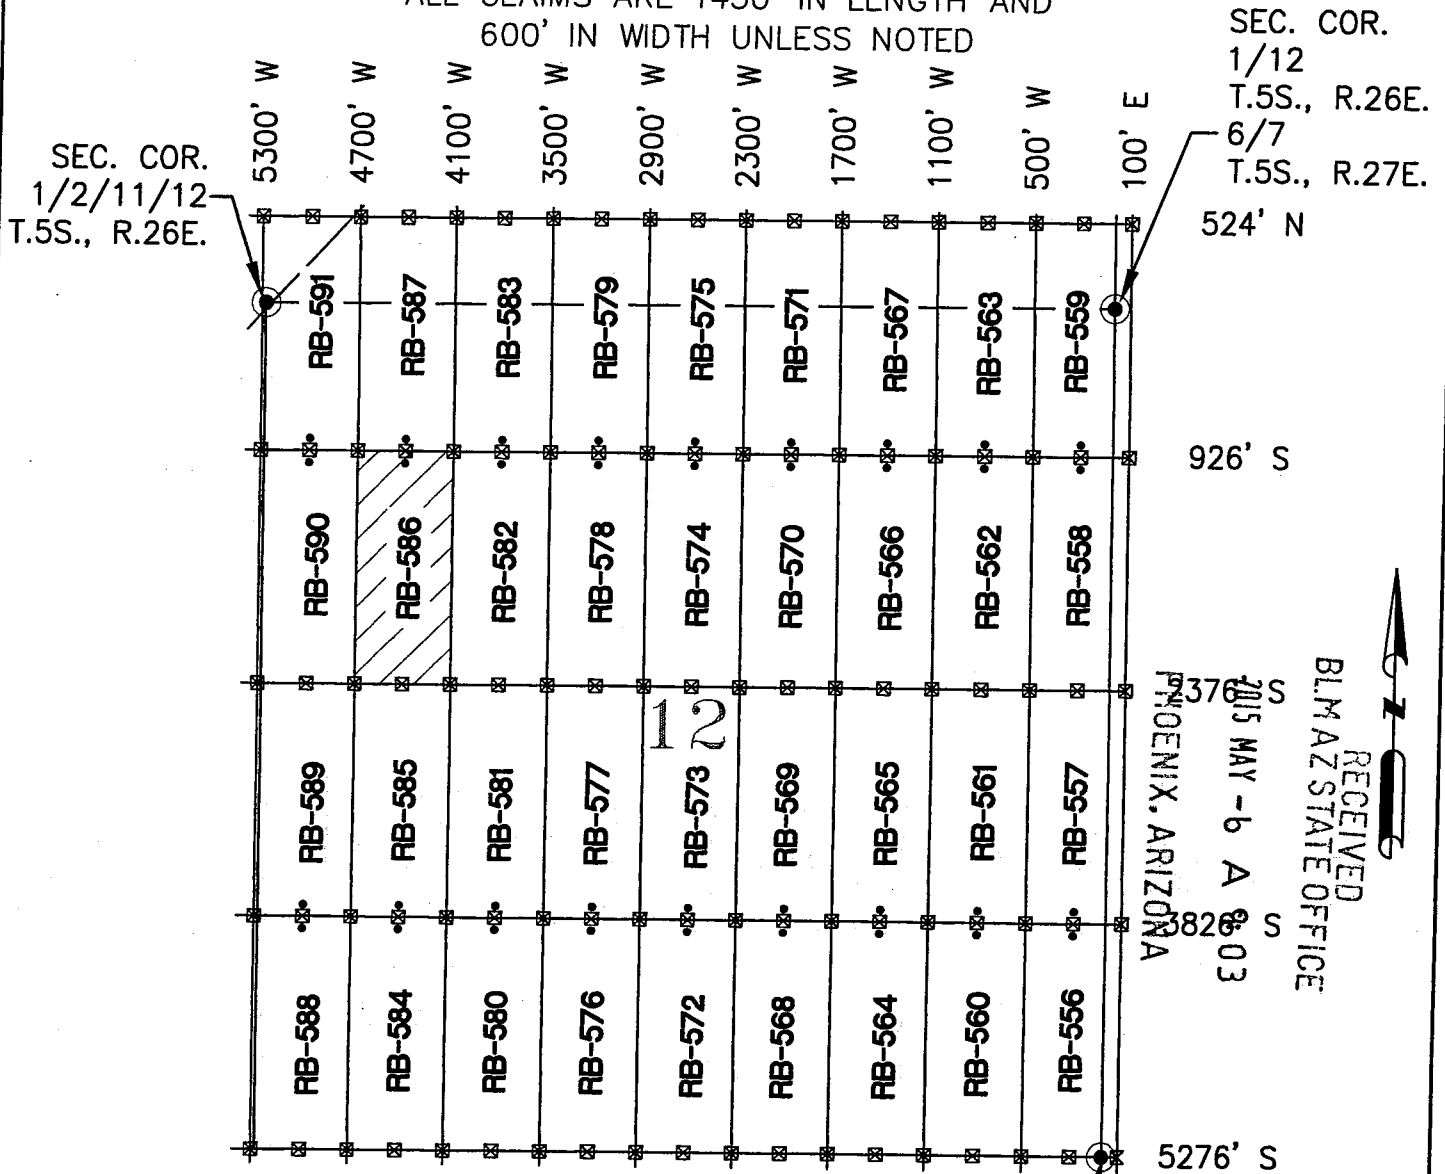 ALL CLAIMS ARE 1450' IN LENGTH AND
600' IN WIDTH UNLESS NOTED
SEC. COR.
1/12
T.5S., R.26E.
6/7
T.5S., R.27E.
SEC. COR.
1/2/11/12
T.5S., R.26E.
5300' W
4700' W
4100' W
3500' W
2900' W
2300' W
1700' W
1100' W
500' W
100' E
524' N
RB-591
RB-587
RB-583
RB-579
RB-575
RB-571
RB-567
RB-563
RB-559
926' S
RB-590
RB-586
RB-582
RB-578
RB-574
RB-570
RB-566
RB-562
RB-558
2376' S
12
RB-589
RB-585
RB-581
RB-577
RB-573
RB-569
RB-565
RB-561
RB-557
3826' S
RB-588
RB-584
RB-580
RB-576
RB-572
RB-568
RB-564
RB-560
RB-556
5276' S
N
RECEIVED
BLM AZ STATE OFFICE
2015 MAY -6 A 8:03
PHOENIX, ARIZONA